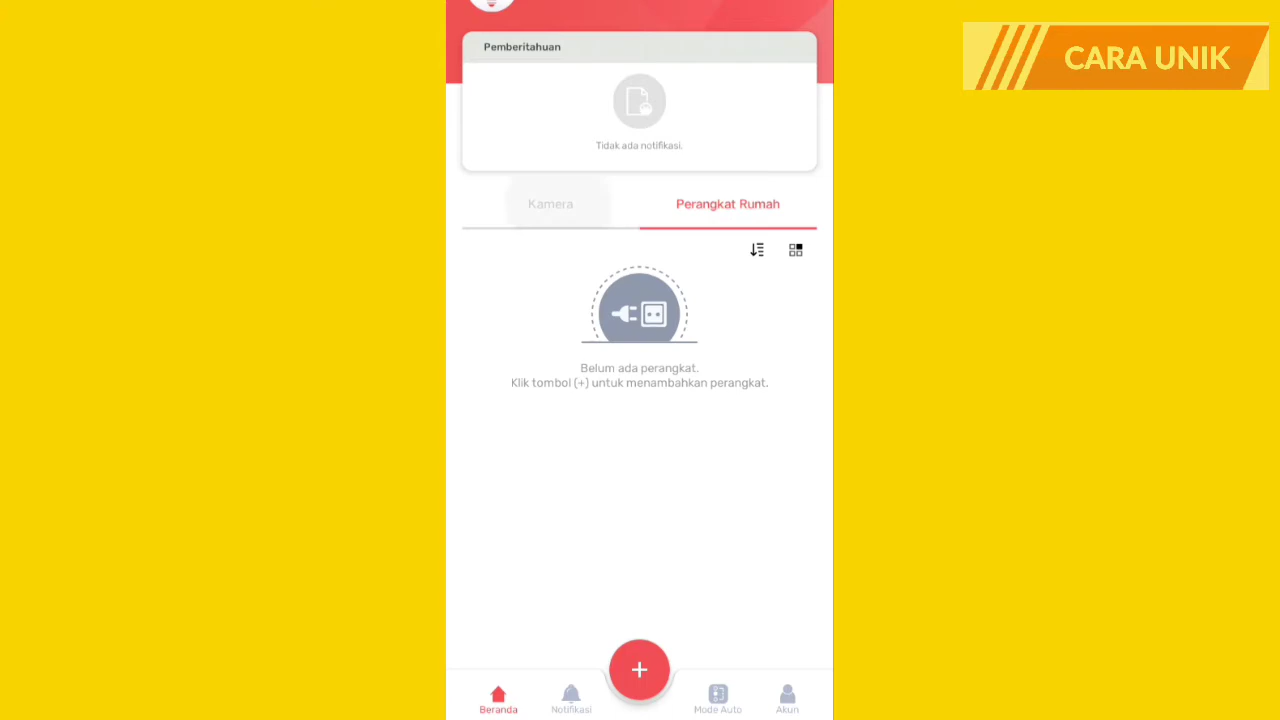 CARA UNIK
Pemberitahuan
Tidak ada notifikasi.
Kamera
Perangkat Rumah
Belum ada perangkat.
Klik tombol (+) untuk menambahkan perangkat.
+
Beranda
Notifikasi
Mode Auto
Akun